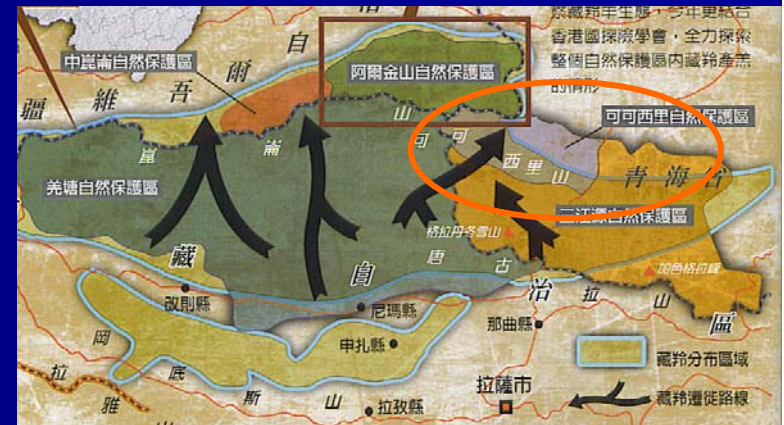 察藏羚羊生態，今年更結合
香港國探險學會，全力探索
整個自然保護區内藏羚產羔
的情形
自
治
爾
吾
維
疆
中崑崙自然保護區
阿爾金山自然保護區
可可西里自然保護區
崑
崙
山
可
可
西
里
山
青海省
羌塘自然保護區
三江源自然保護區
格拉丹冬雪山
加色格拉峰
唐
古
拉
山
藏
自
治
區
改則縣
尼瑪縣
那曲縣
申扎縣
拉孜縣
拉薩市
岡
底
斯
山
拉
雅
山
藏羚分布區域
藏羚遷徙路線